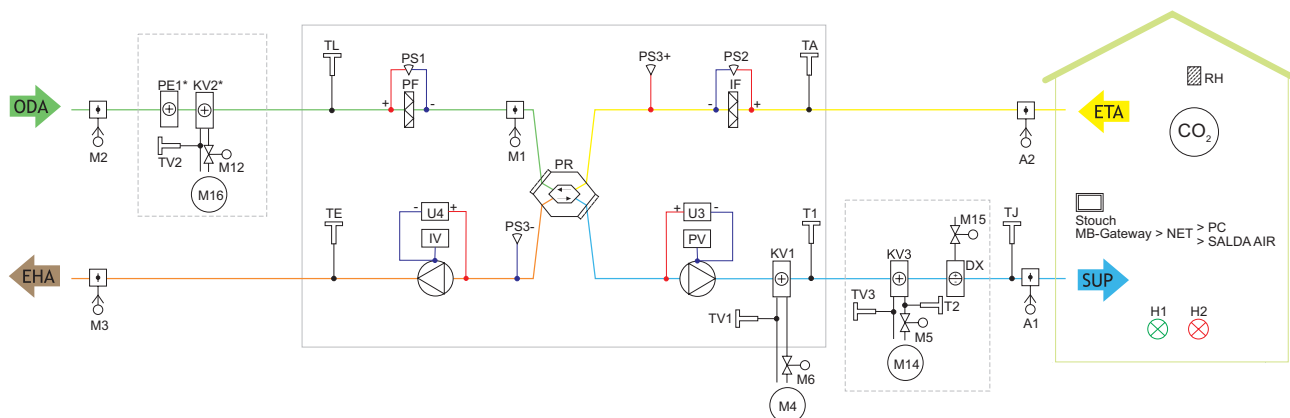 TL
PS1
PS3+
PS2
TA
PE1*
KV2*
PF
IF
RH
+
-
-
+
ODA
ETA
CO2
M2
TV2
M12
M1
A2
M16
PR
TE
-
U4
+
PS3-
+
U3
-
T1
M15
TJ
Stouch
MB-Gateway > NET > PC
> SALDA AIR
IV
PV
KV1
KV3
DX
EHA
SUP
M3
TV1
TV3
T2
A1
H1
H2
M5
M6
M14
M4